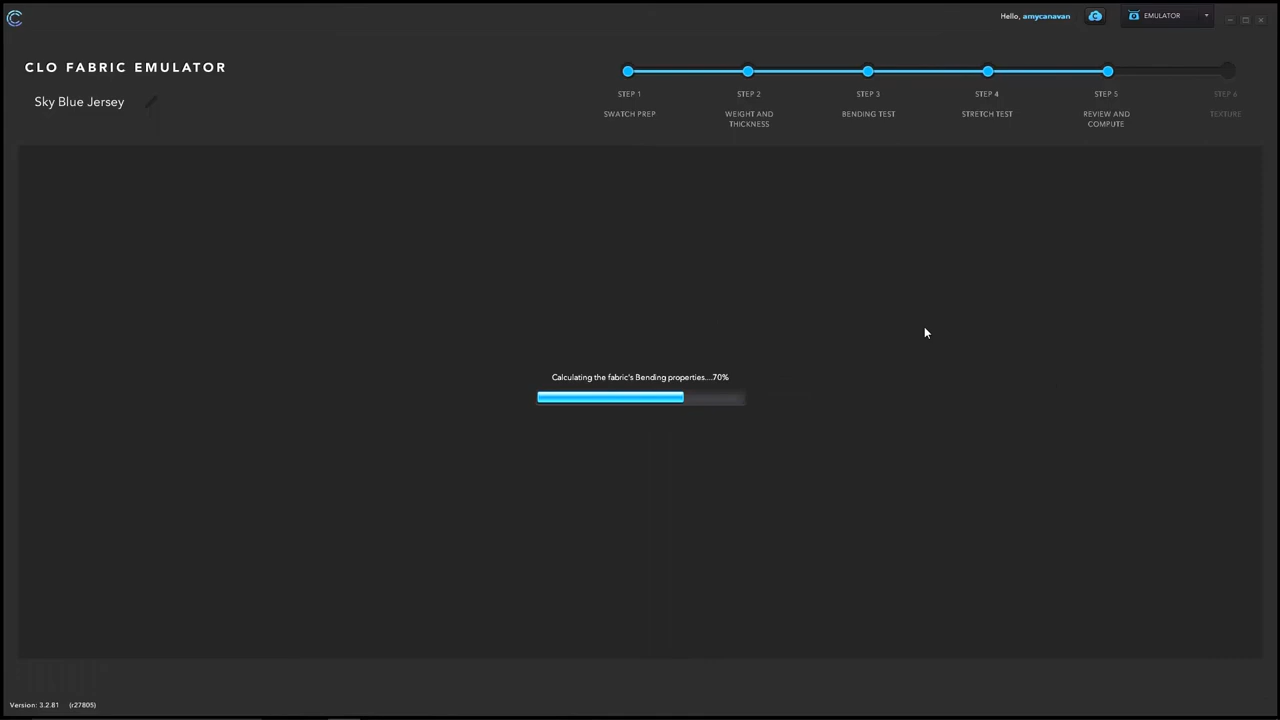 Hello, amycanavan
EMULATOR
CLO FABRIC EMULATOR
Sky Blue Jersey
STEP 1
SWATCH PREP
STEP 2
WEIGHT AND
THICKNESS
STEP 3
BENDING TEST
STEP 4
STRETCH TEST
STEP 5
REVIEW AND
COMPUTE
STEP 6
TEXTURE
Calculating the fabric's Bending properties....70%
Version: 3.2.81 (r27805)